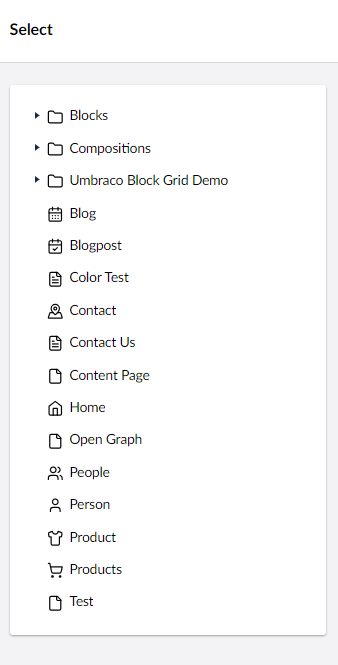 Select
Blocks
Compositions
Umbraco Block Grid Demo
Blog
Blogpost
Color Test
Contact
Contact Us
Content Page
Home
Open Graph
People
Person
Product
Products
Test